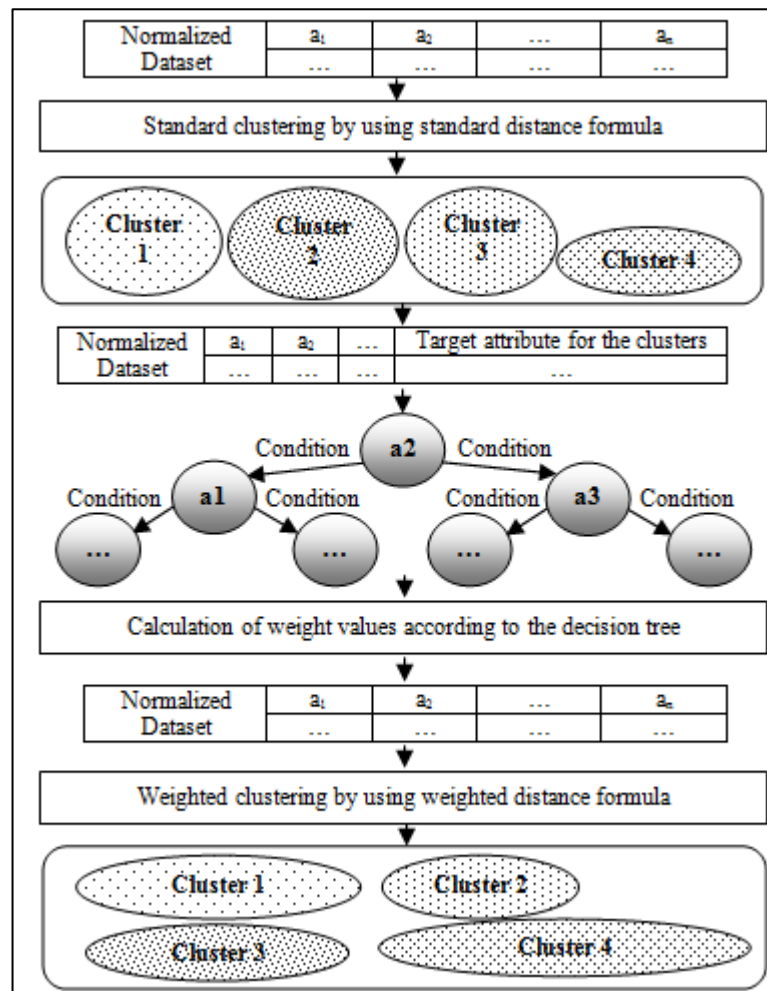 Normalized Dataset a₁ a₂ … aₙ
… … … …
Standard clustering by using standard distance formula
Cluster 1
Cluster 2
Cluster 3
Cluster 4
Normalized Dataset a₁ a₂ … Target attribute for the clusters
… … … …
Condition a2 Condition
Condition a1 Condition Condition a3 Condition
… … … …
Calculation of weight values according to the decision tree
Normalized Dataset a₁ a₂ … aₙ
… … … …
Weighted clustering by using weighted distance formula
Cluster 1 Cluster 2
Cluster 3 Cluster 4